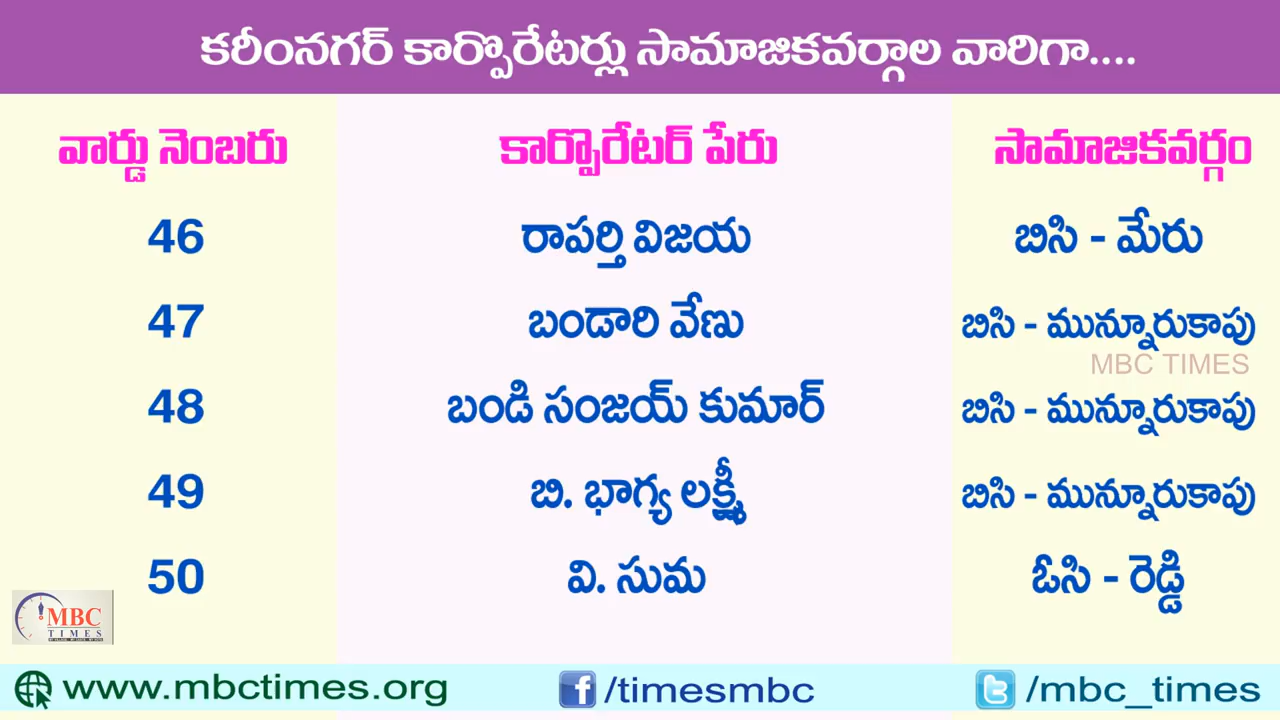 కరీంనగర్ కార్పొరేటర్లు సామాజికవర్గాల వారిగా....
వార్డు నెంబరు కార్పొరేటర్ పేరు సామాజికవర్గం
46 రాపర్తి విజయ బిసి - మేరు
47 బండారి వేణు బిసి - మున్నూరుకాపు
MBC TIMES
48 బండి సంజయ్ కుమార్ బిసి - మున్నూరుకాపు
49 బి. భాగ్య లక్ష్మీ బిసి - మున్నూరుకాపు
50 వి. సుమ ఓసి - రెడ్డి
MBC
TIMES
www.mbctimes.org /timesmbc /mbc_times